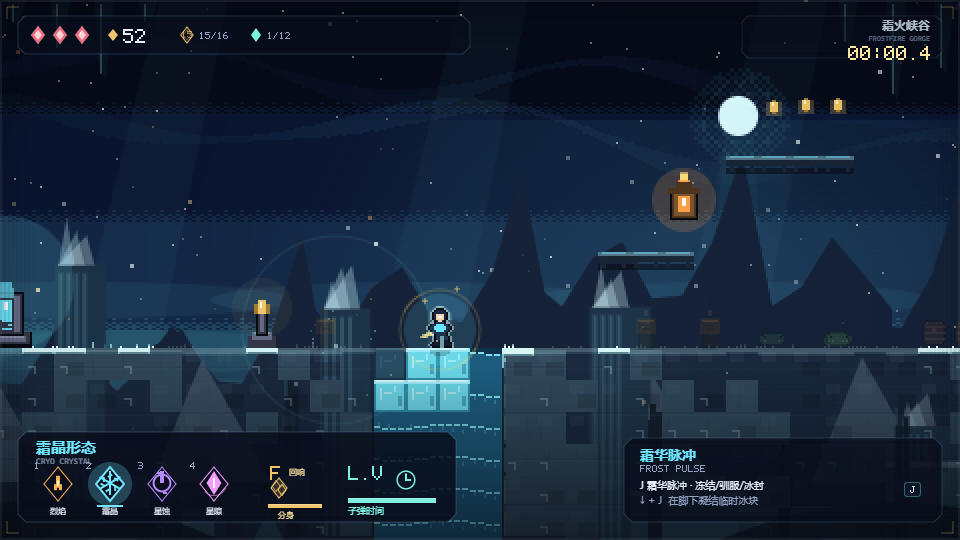 52
15/16
1/12
霜火峡谷
FROSTFIRE GORGE
00:00.4
霜晶形态
CRYO CRYSTAL
1
2
3
4
烈焰
霜晶
星蚀
星隙
F 回响
分身
L.V
子弹时间
霜华脉冲
FROST PULSE
J 霜华脉冲 · 冻结/驯服/冰封
↓ + J 在脚下凝结临时冰块
J